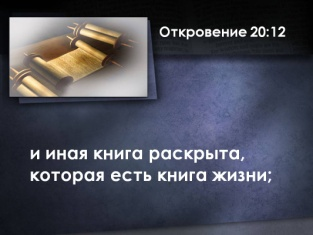 Откровение 20:12
и иная книга раскрыта,
которая есть книга жизни;